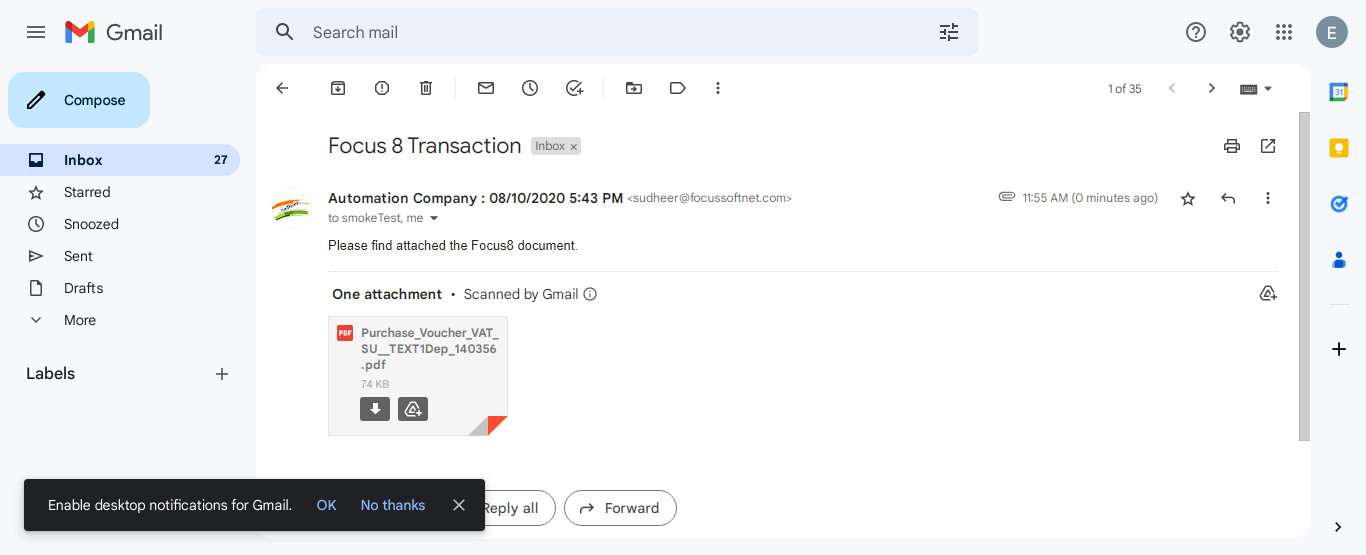 Gmail
Search mail
E
Compose
1 of 35
Inbox 27
Starred
Snoozed
Sent
Drafts
More
Labels
Focus 8 Transaction Inbox ×
Automation Company : 08/10/2020 5:43 PM <sudheer@focussoftnet.com> 11:55 AM (0 minutes ago)
to smokeTest, me
Please find attached the Focus8 document.
One attachment • Scanned by Gmail
PDF Purchase_Voucher_VAT_
SU__TEXT1Dep_140356
.pdf
74 KB
31
Enable desktop notifications for Gmail. OK No thanks
Reply all Forward